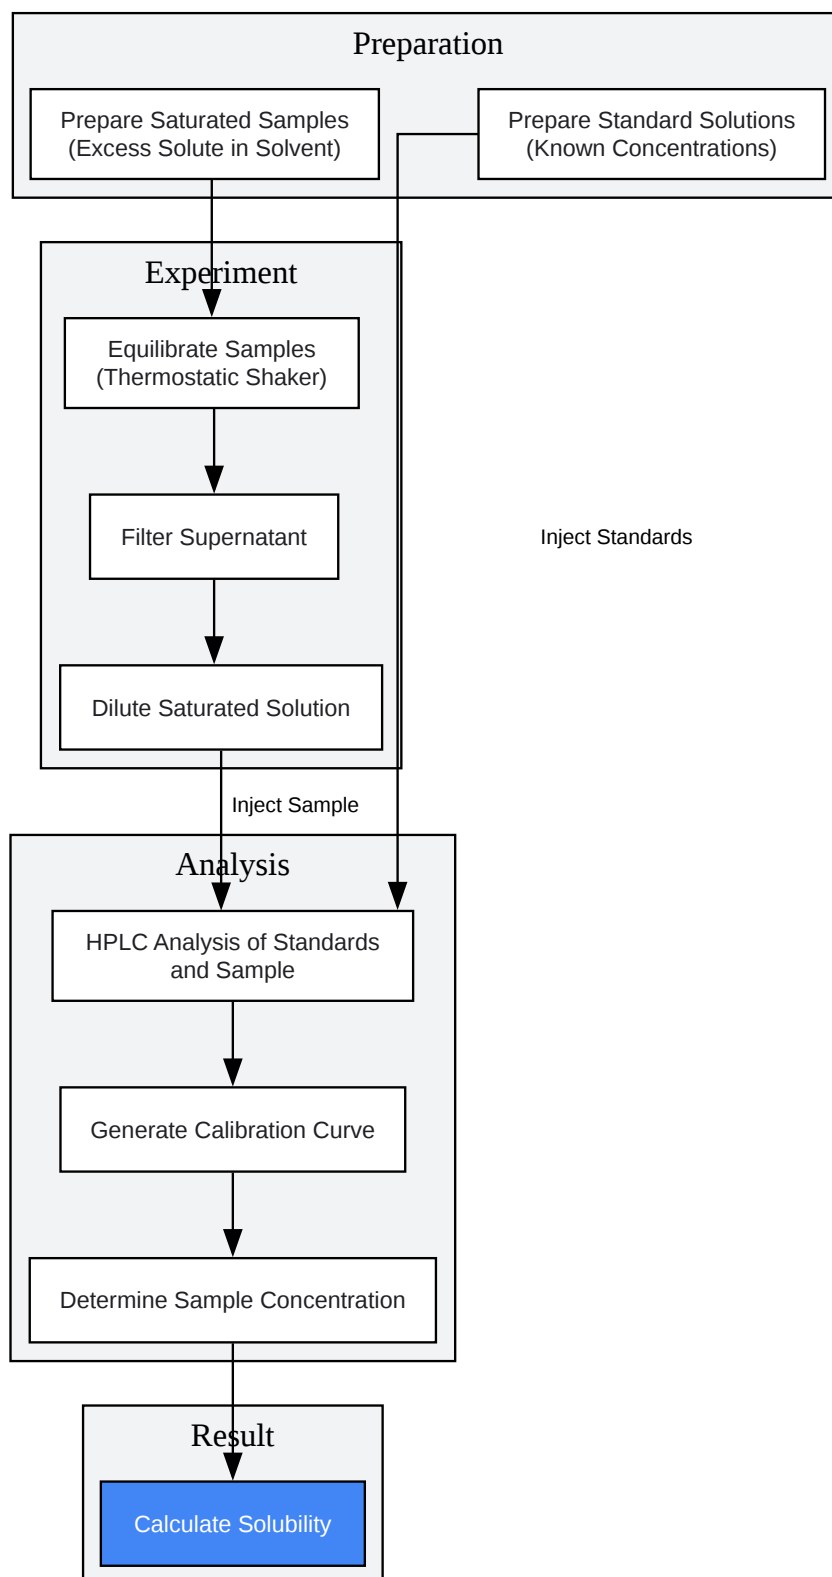 Preparation
Prepare Saturated Samples
(Excess Solute in Solvent)
Prepare Standard Solutions
(Known Concentrations)
Experiment
Equilibrate Samples
(Thermostatic Shaker)
Filter Supernatant
Inject Standards
Dilute Saturated Solution
Inject Sample
Analysis
HPLC Analysis of Standards
and Sample
Generate Calibration Curve
Determine Sample Concentration
Result
Calculate Solubility